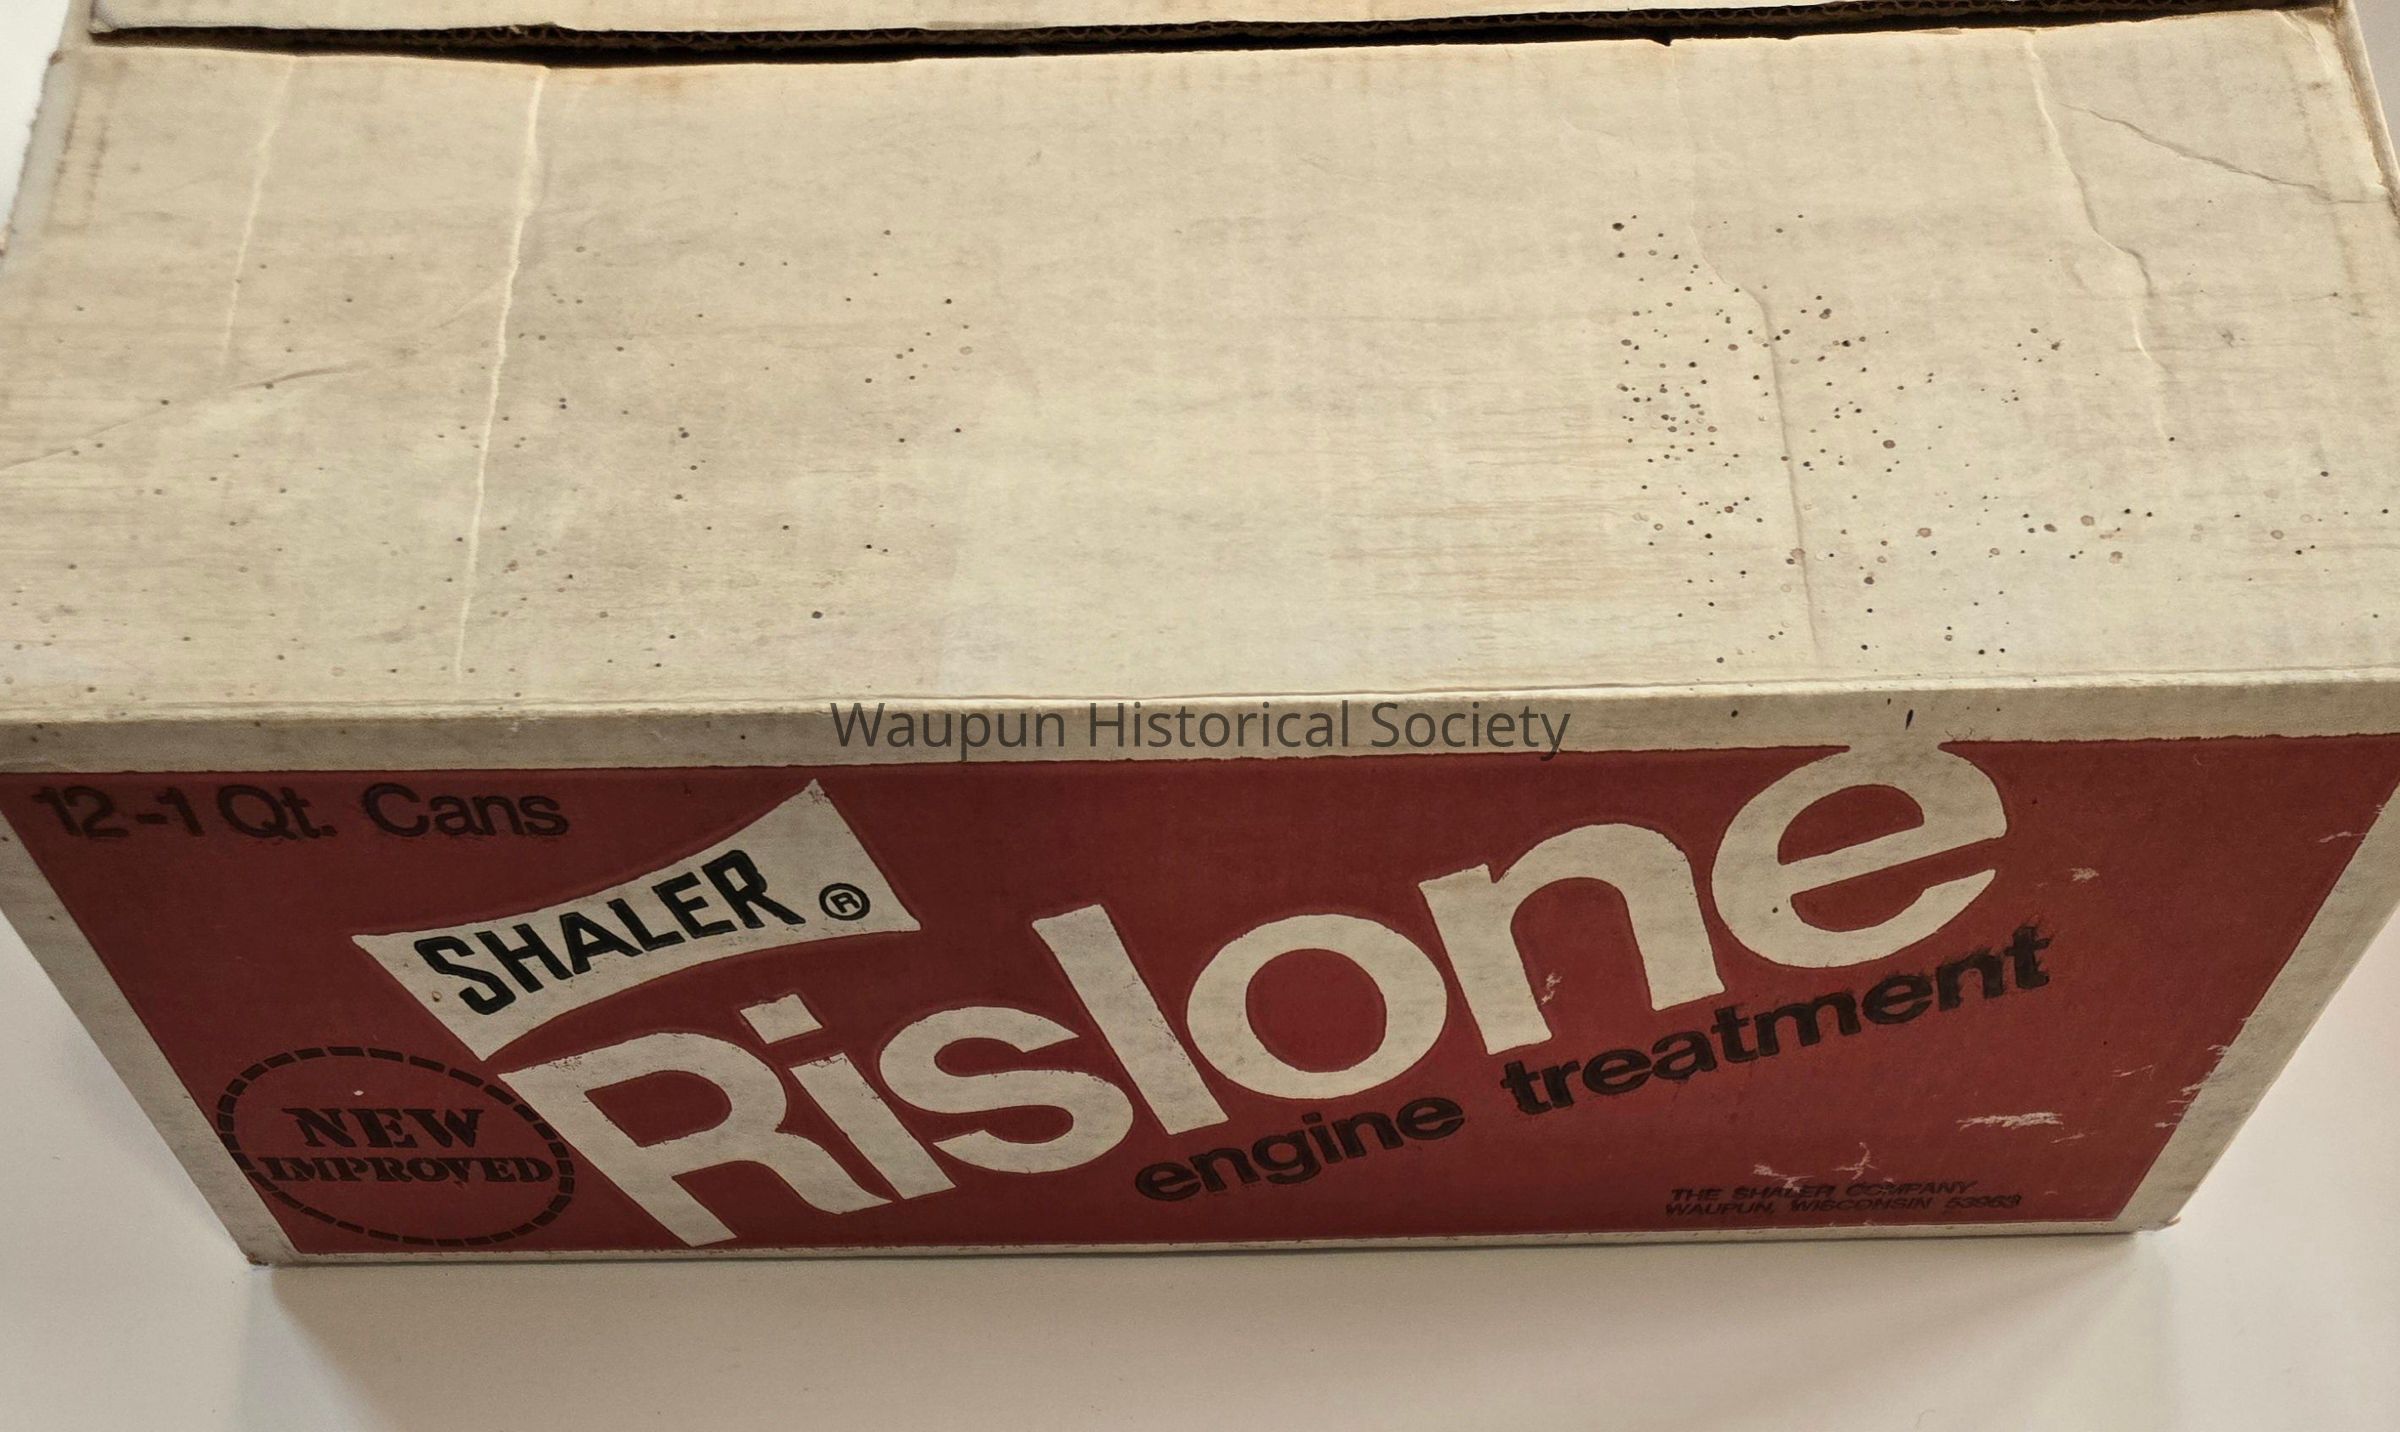 Waupun Historical Society
12-1 Qt. Cans
SHALER ®
Rislone
engine treatment
NEW
IMPROVED
THE SHALER COMPANY
WAUPUN, WISCONSIN 53963